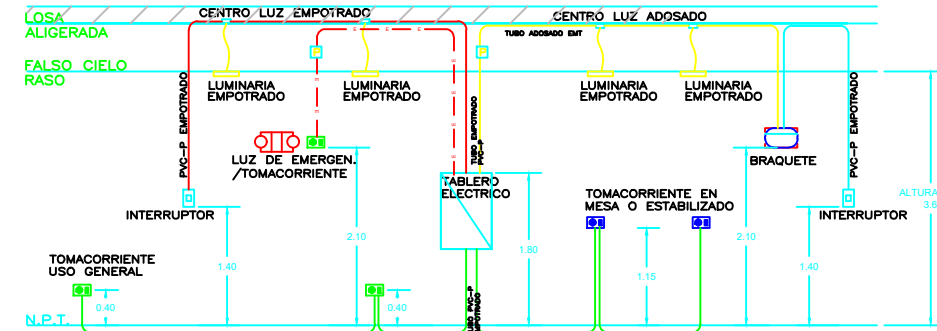 LOSA
ALIGERADA
CENTRO LUZ EMPOTRADO
CENTRO LUZ ADOSADO
TUBO ADOSADO EMT
E
E
E
FALSO CIELO
RASO
LUMINARIA
EMPOTRADO
LUMINARIA
EMPOTRADO
LUMINARIA
EMPOTRADO
LUMINARIA
EMPOTRADO
PVC-P EMPOTRADO
TUBO EMPOTRADO
PVC-P
PVC-P EMPOTRADO
LUZ DE EMERGEN.
/TOMACORRIENTE
BRAQUETE
TABLERO
ELECTRICO
TOMACORRIENTE EN
MESA O ESTABILIZADO
ALTURA
3.6
INTERRUPTOR
INTERRUPTOR
2.10
2.10
1.80
1.40
1.15
1.40
TOMACORRIENTE
USO GENERAL
0.40
0.40
TUBO PVC-P
EMPOTRADO
N.P.T.